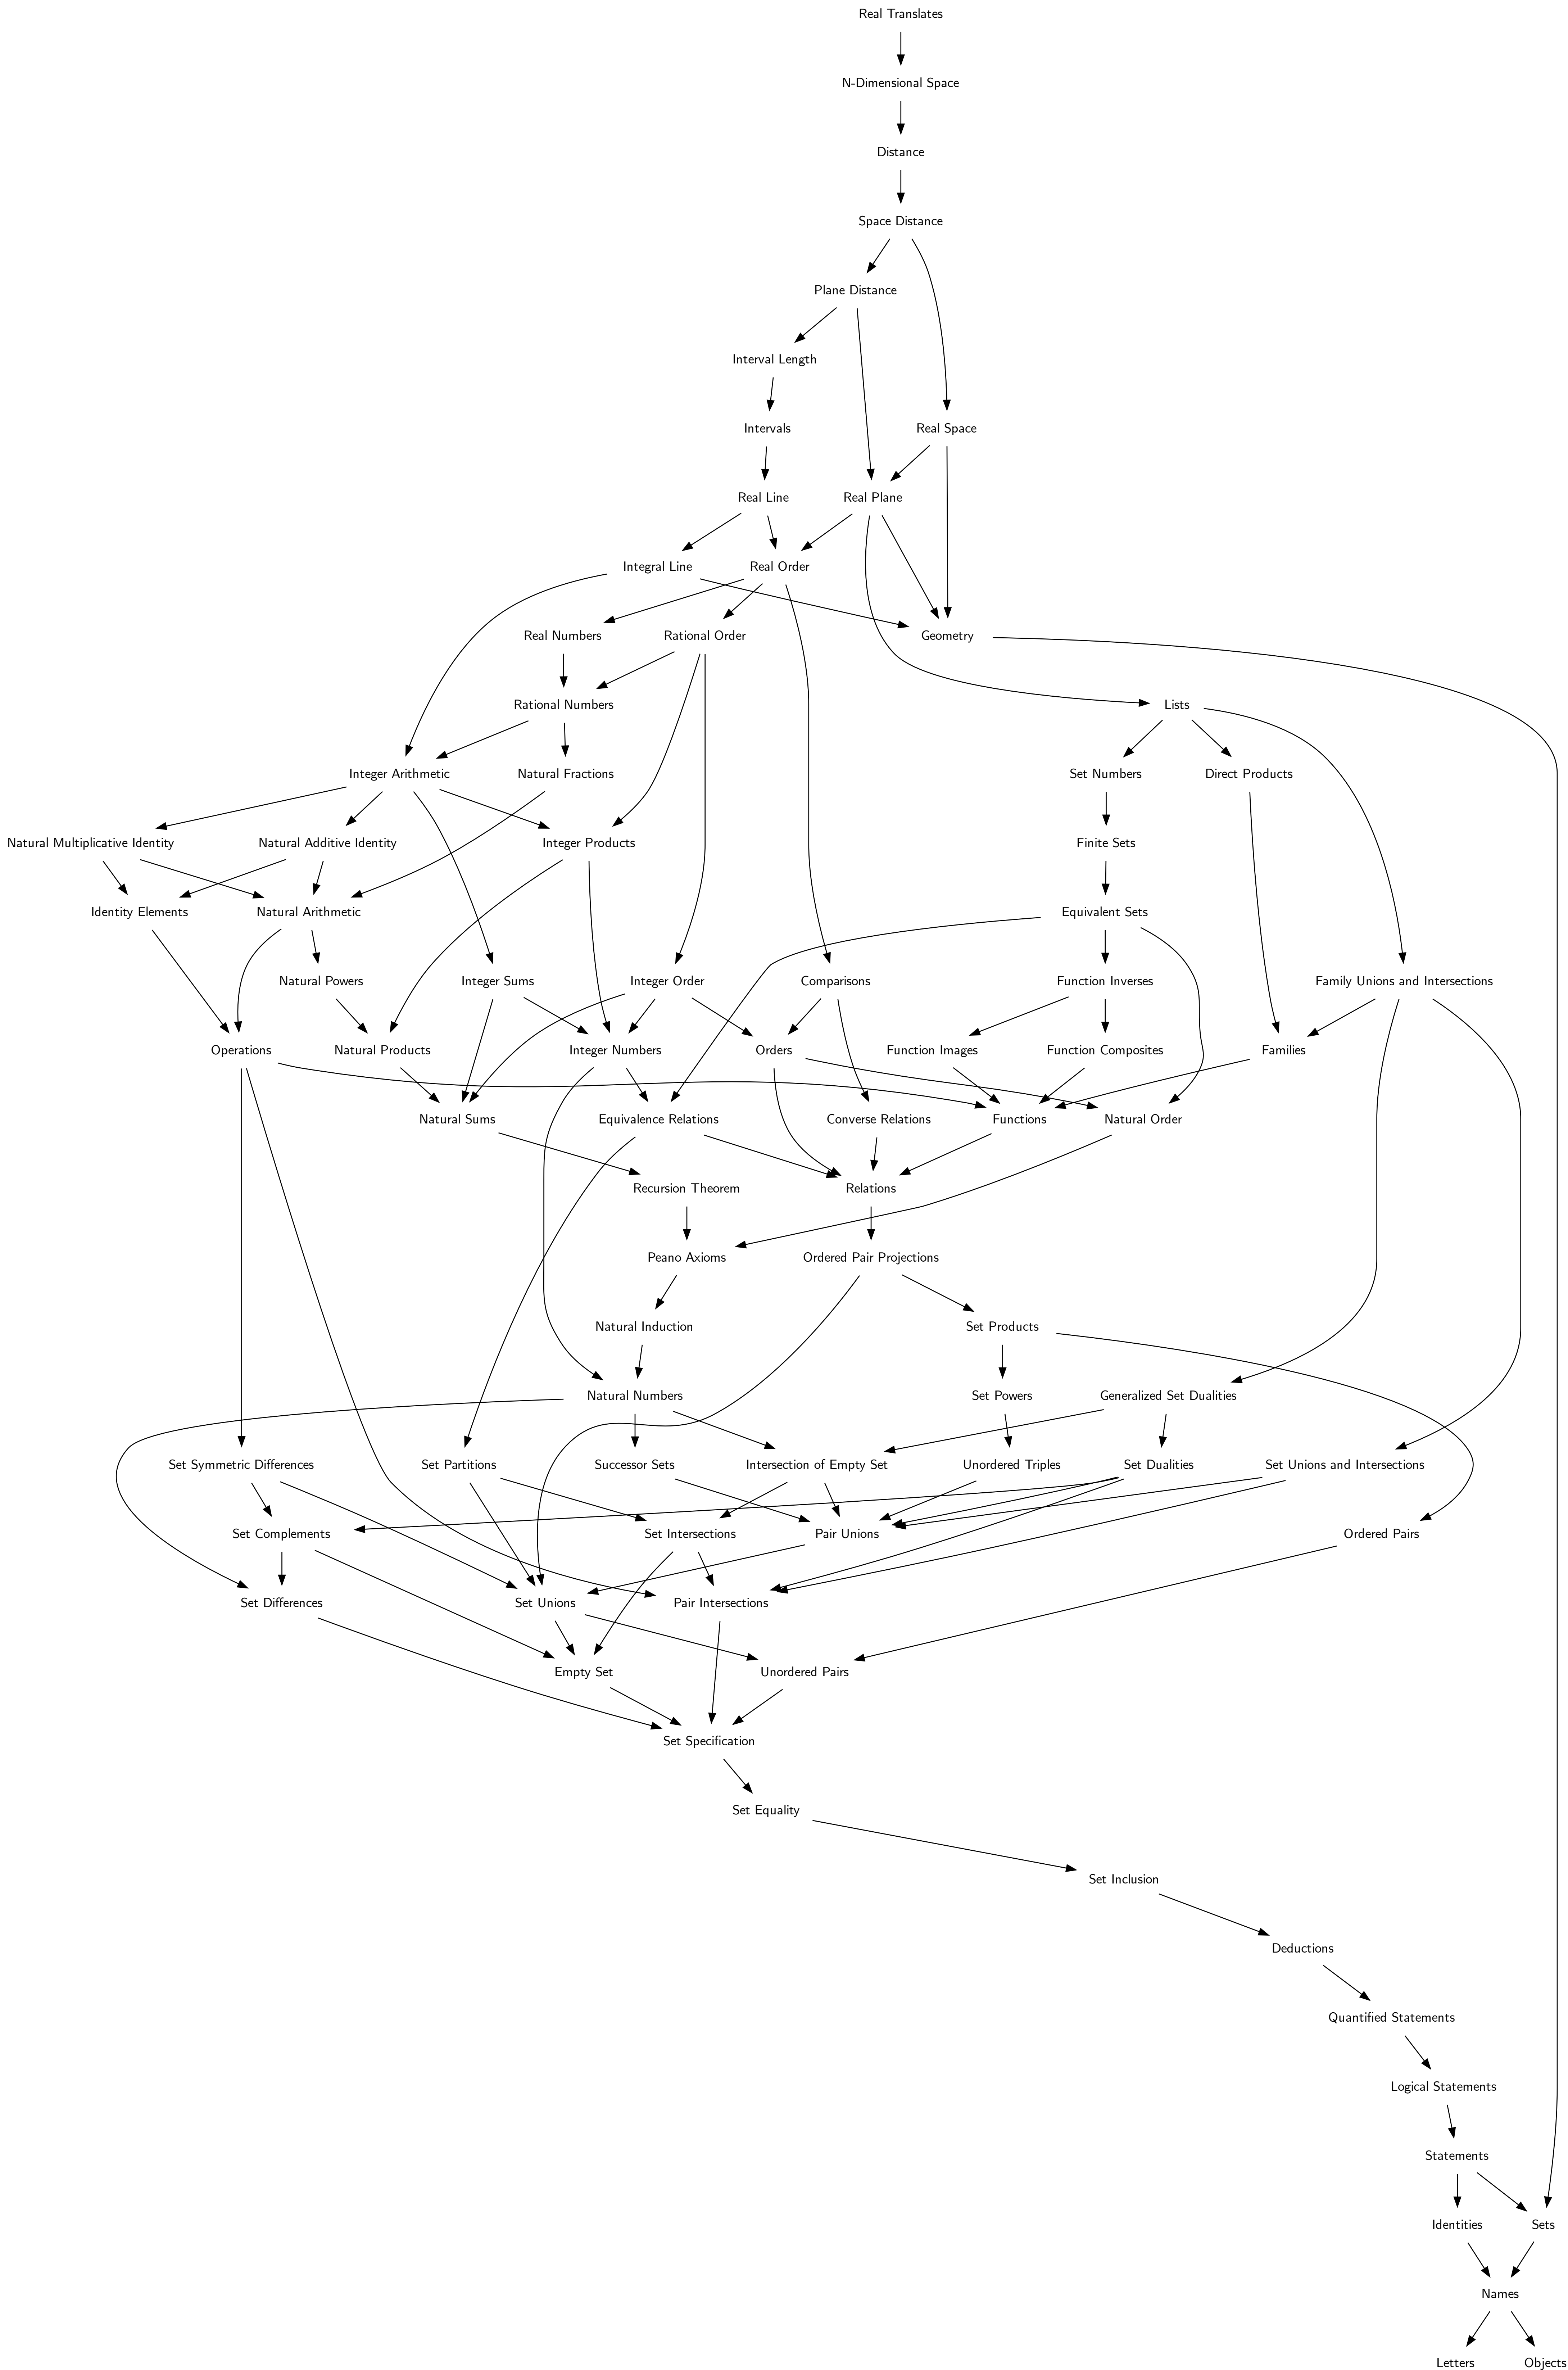 Real Translates
N-Dimensional Space
Distance
Space Distance
Plane Distance
Interval Length
Intervals
Real Space
Real Line
Real Plane
Integral Line
Real Order
Real Numbers
Rational Order
Geometry
Rational Numbers
Lists
Integer Arithmetic
Natural Fractions
Set Numbers
Direct Products
Natural Multiplicative Identity
Natural Additive Identity
Integer Products
Finite Sets
Identity Elements
Natural Arithmetic
Equivalent Sets
Natural Powers
Integer Sums
Integer Order
Comparisons
Function Inverses
Family Unions and Intersections
Operations
Natural Products
Integer Numbers
Orders
Function Images
Function Composites
Families
Natural Sums
Equivalence Relations
Converse Relations
Functions
Natural Order
Recursion Theorem
Relations
Peano Axioms
Ordered Pair Projections
Natural Induction
Set Products
Natural Numbers
Set Powers
Generalized Set Dualities
Set Symmetric Differences
Set Partitions
Successor Sets
Intersection of Empty Set
Unordered Triples
Set Dualities
Set Unions and Intersections
Set Complements
Set Intersections
Pair Unions
Ordered Pairs
Set Differences
Set Unions
Pair Intersections
Empty Set
Unordered Pairs
Set Specification
Set Equality
Set Inclusion
Deductions
Quantified Statements
Logical Statements
Statements
Identities
Sets
Names
Letters
Objects